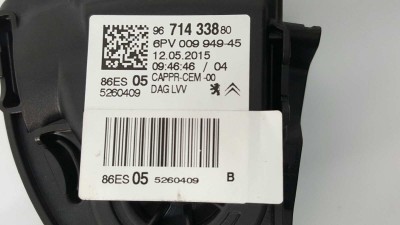 96 714 338 80
6PV 009 949-45
12.05.2015
09:46:46 / 04
86ES 05 CAPPR-CEM -00
5260409 DAG LVV
86ES 05 5260409 B